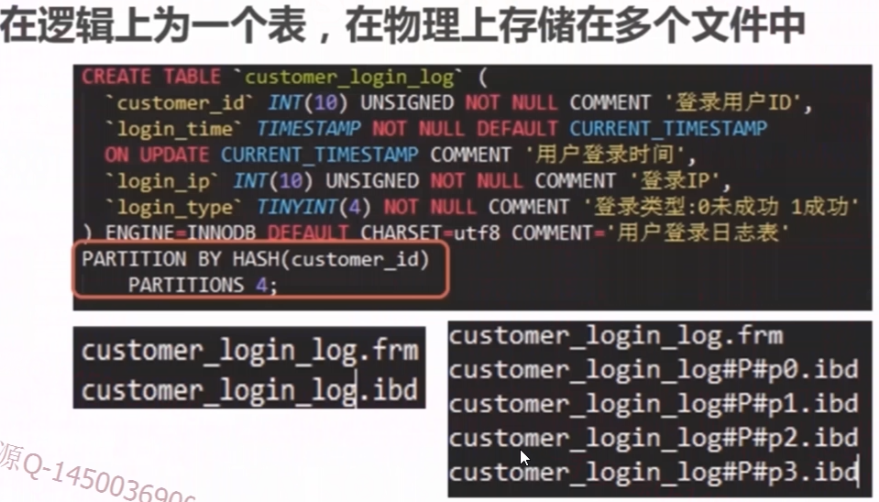 在逻辑上为一个表，在物理上存储在多个文件中
CREATE TABLE `customer_login_log` (
`customer_id` INT(10) UNSIGNED NOT NULL COMMENT '登录用户ID',
`login_time` TIMESTAMP NOT NULL DEFAULT CURRENT_TIMESTAMP
ON UPDATE CURRENT_TIMESTAMP COMMENT '用户登录时间',
`login_ip` INT(10) UNSIGNED NOT NULL COMMENT '登录IP',
`login_type` TINYINT(4) NOT NULL COMMENT '登录类型:0未成功 1成功'
) ENGINE=INNODB DEFAULT CHARSET=utf8 COMMENT='用户登录日志表'
PARTITION BY HASH(customer_id)
PARTITIONS 4;
customer_login_log.frm
customer_login_log.ibd
customer_login_log.frm
customer_login_log#P#p0.ibd
customer_login_log#P#p1.ibd
customer_login_log#P#p2.ibd
customer_login_log#P#p3.ibd
源Q-1450036906